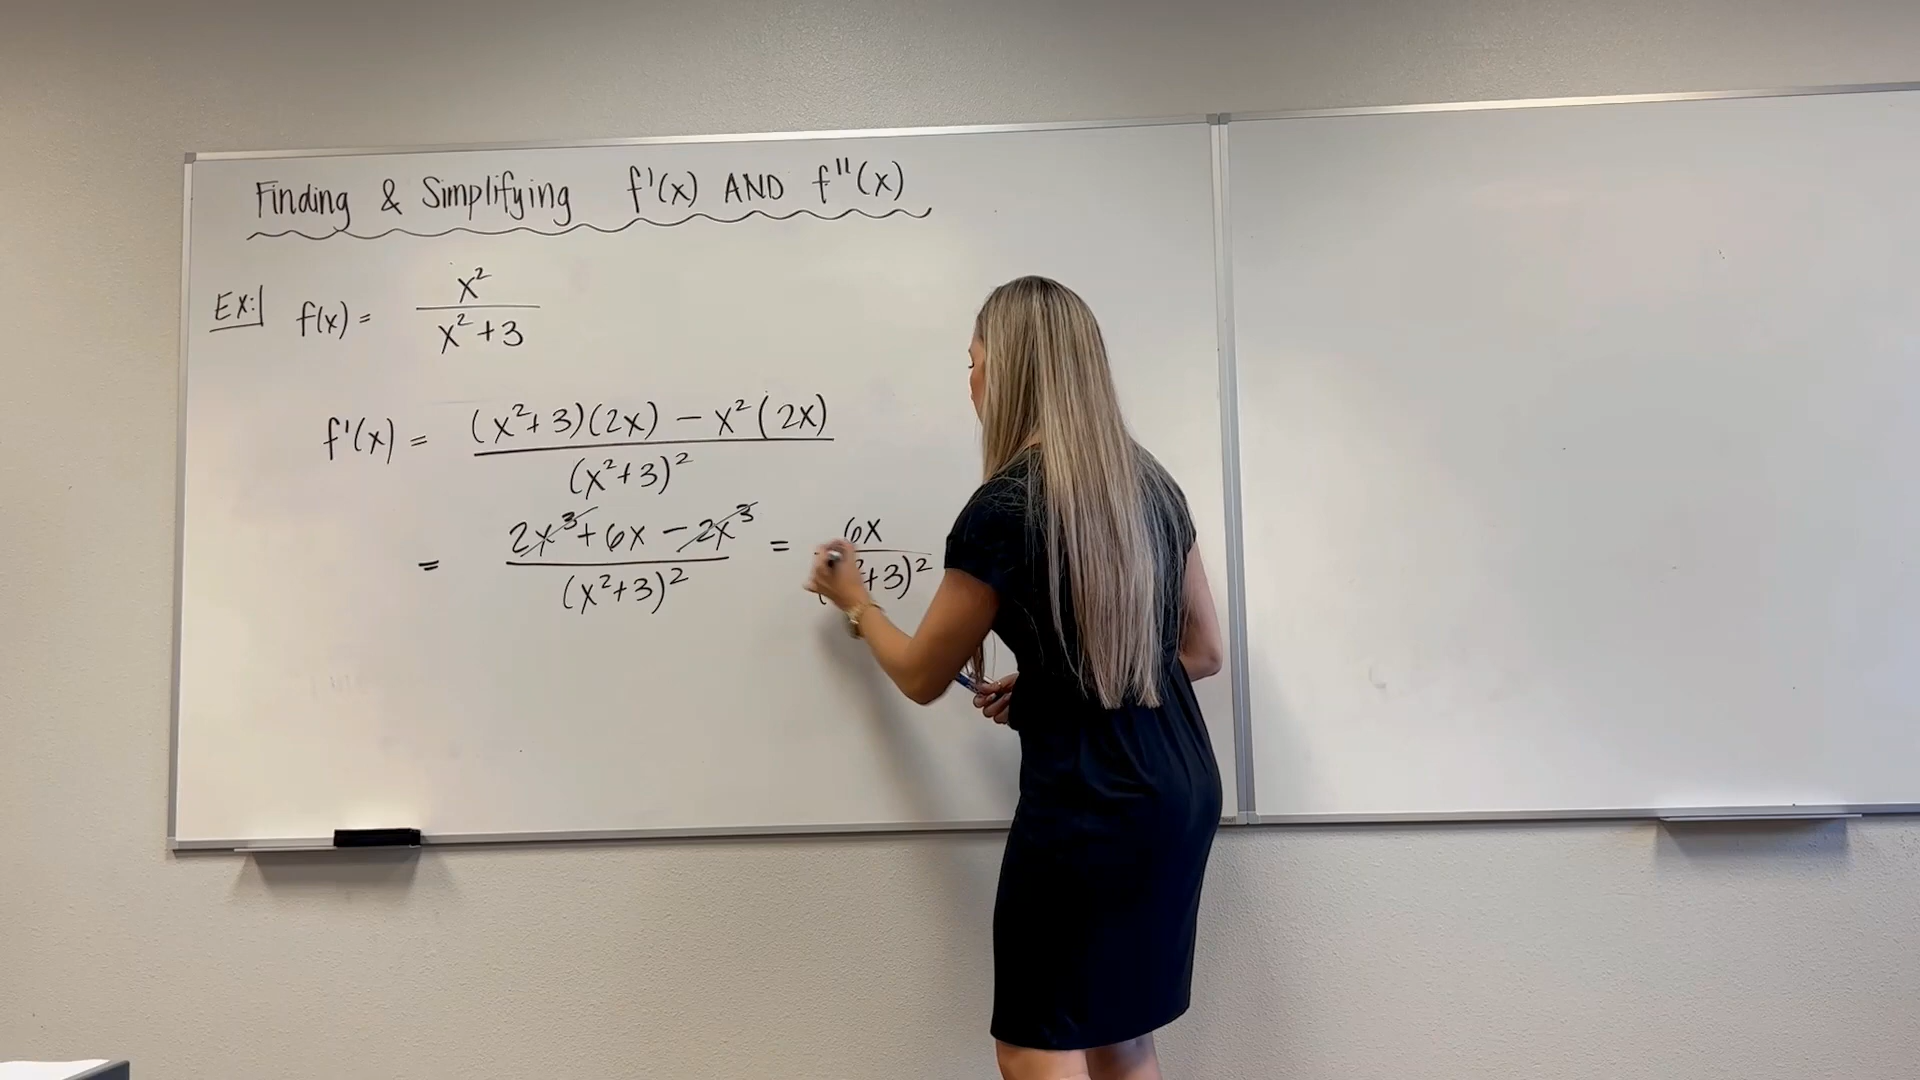 Finding & Simplifying f'(x) AND f''(x)
Ex: f(x) = x² / x²+3
f'(x) = (x²+3)(2x) − x²(2x) / (x²+3)²
= 2x³+6x − 2x³ / (x²+3)² = 6x / +3)²